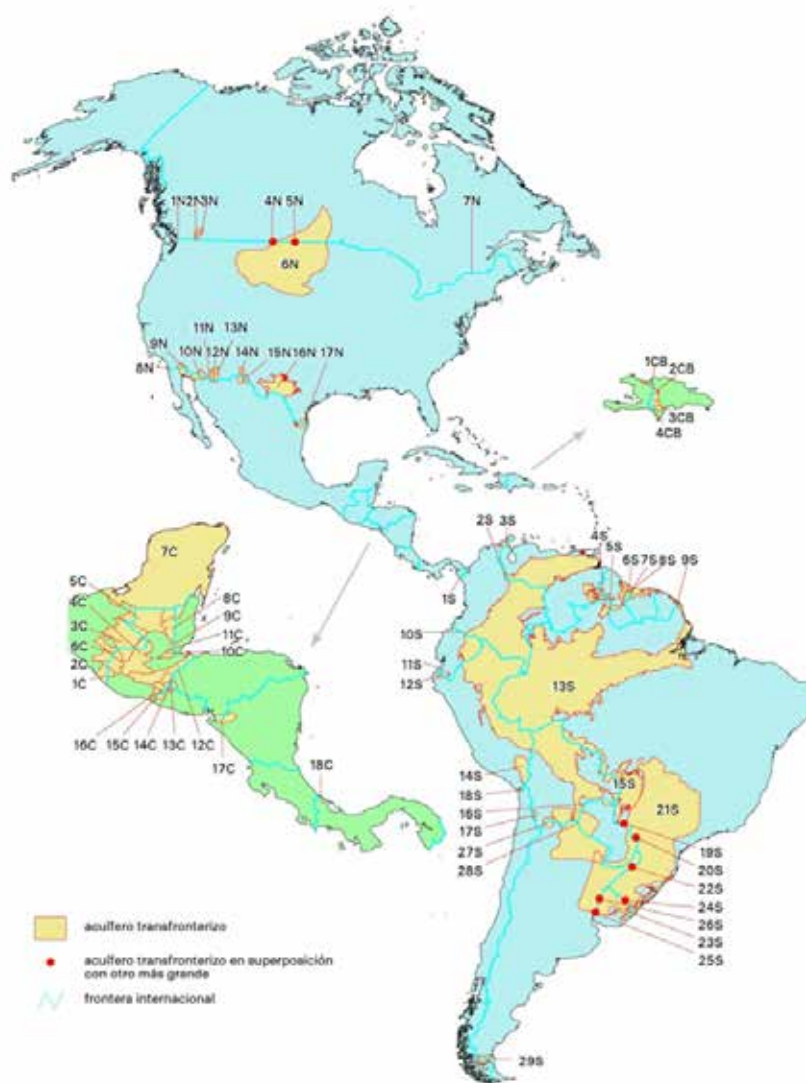 1N 2N 3N 4N 5N 7N
6N
11N 13N
9N 10N 12N 14N 15N 16N 17N
8N
1CB 2CB
3CB
4CB
2S 3S 4S
5S
6S 7S 8S 9S
1S
7C
5C
4C 8C
3C 9C
6C 11C
2C 10C
1C
16C 15C 14C 13C 12C
17C
18C
10S
11S
12S
13S
14S
15S
18S
16S
17S
21S
27S
28S
19S
20S
22S
24S
26S
23S
25S
29S
acuífero transfronterizo
acuífero transfronterizo en superposición
con otro más grande
frontera internacional